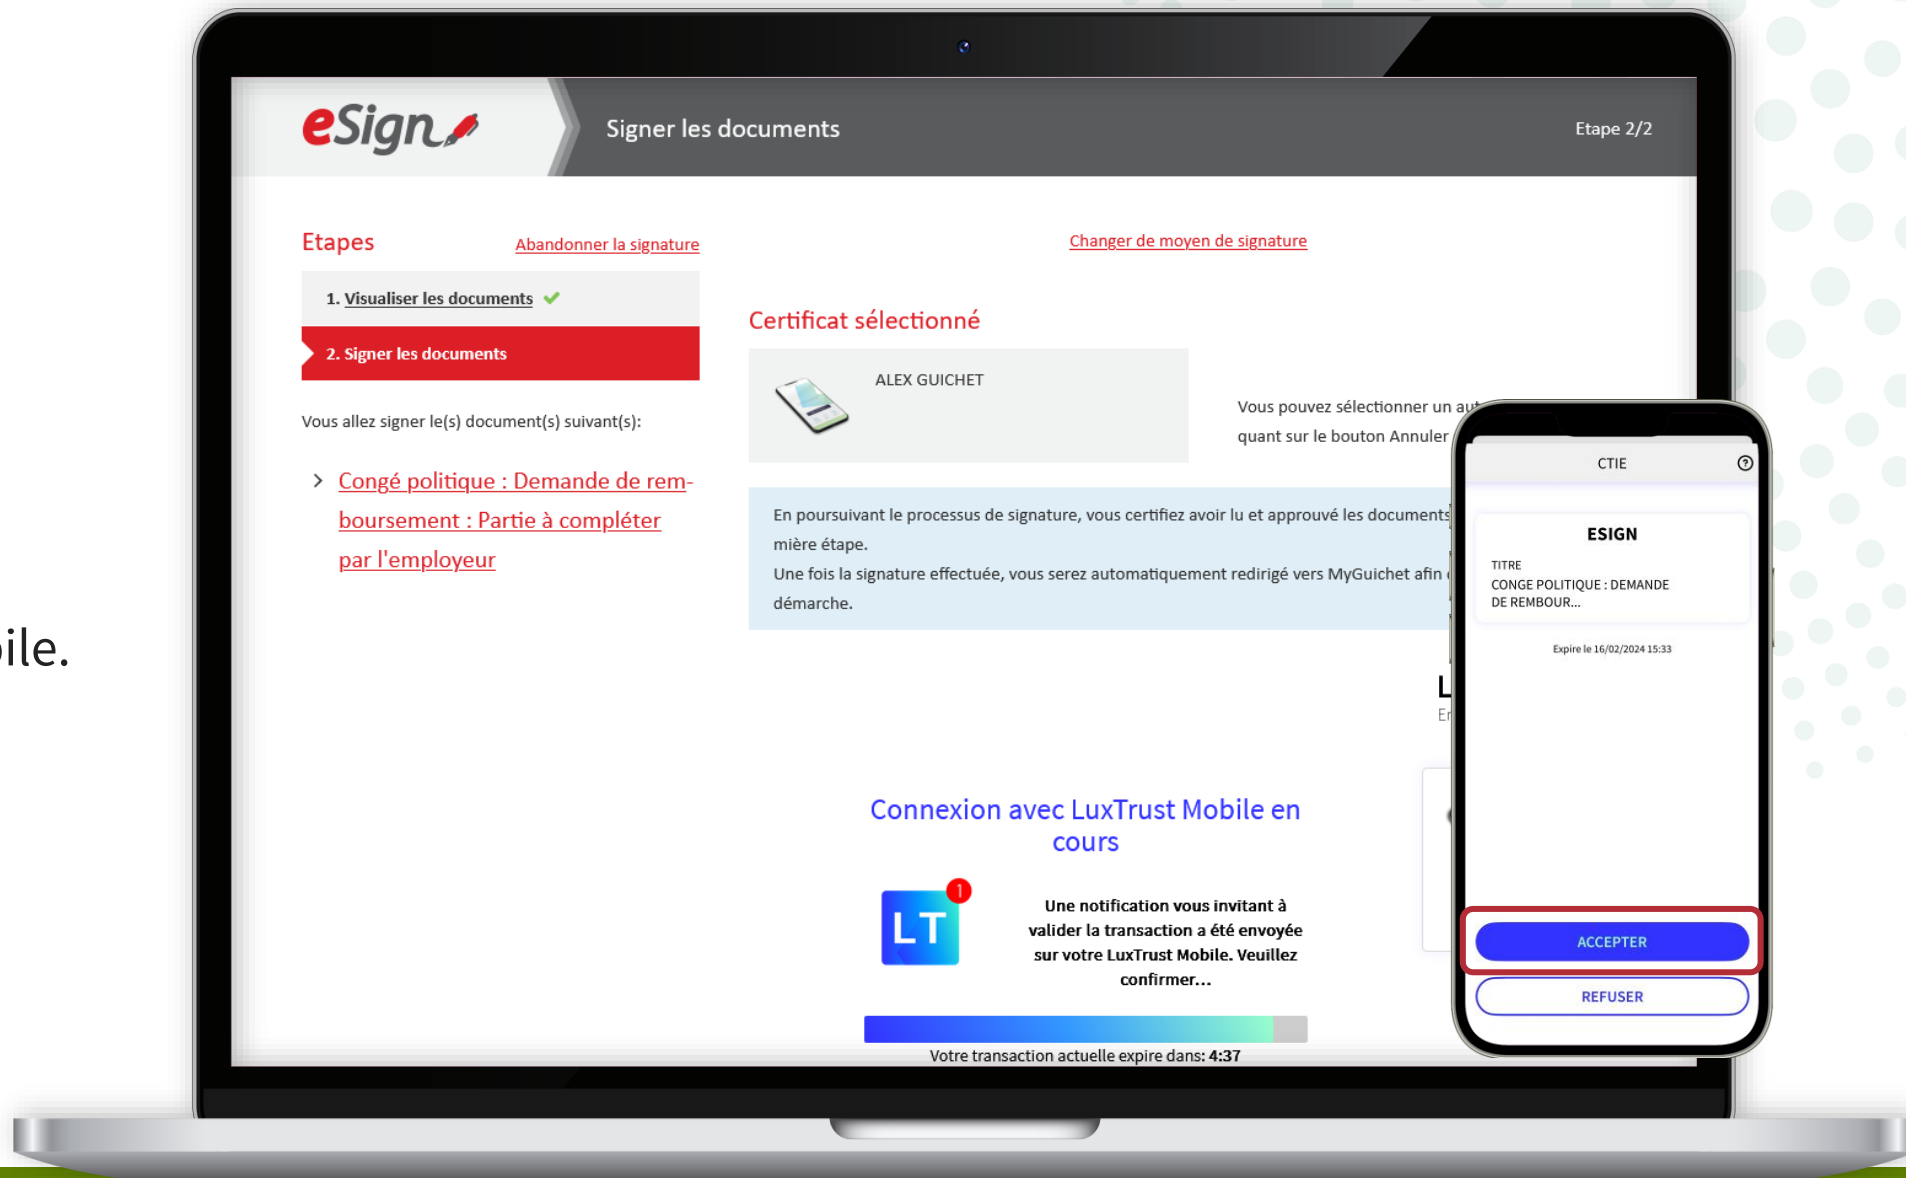 eSign
Signer les documents
Etape 2/2
Etapes
Abandonner la signature
1. Visualiser les documents
2. Signer les documents
Vous allez signer le(s) document(s) suivant(s):
Congé politique : Demande de rem-
boursement : Partie à compléter
par l'employeur
Changer de moyen de signature
Certificat sélectionné
ALEX GUICHET
Vous pouvez sélectionner un
quant sur le bouton Annuler
En poursuivant le processus de signature, vous certifiez avoir lu et approuvé les documents
mière étape.
Une fois la signature effectuée, vous serez automatiquement redirigé vers MyGuichet afin
démarche.
Connexion avec LuxTrust Mobile en
cours
LT
1
Une notification vous invitant à
valider la transaction a été envoyée
sur votre LuxTrust Mobile. Veuillez
confirmer...
Votre transaction actuelle expire dans: 4:37
CTIE
?
ESIGN
TITRE
CONGE POLITIQUE : DEMANDE
DE REMBOUR...
Expire le 16/02/2024 15:33
ACCEPTER
REFUSER